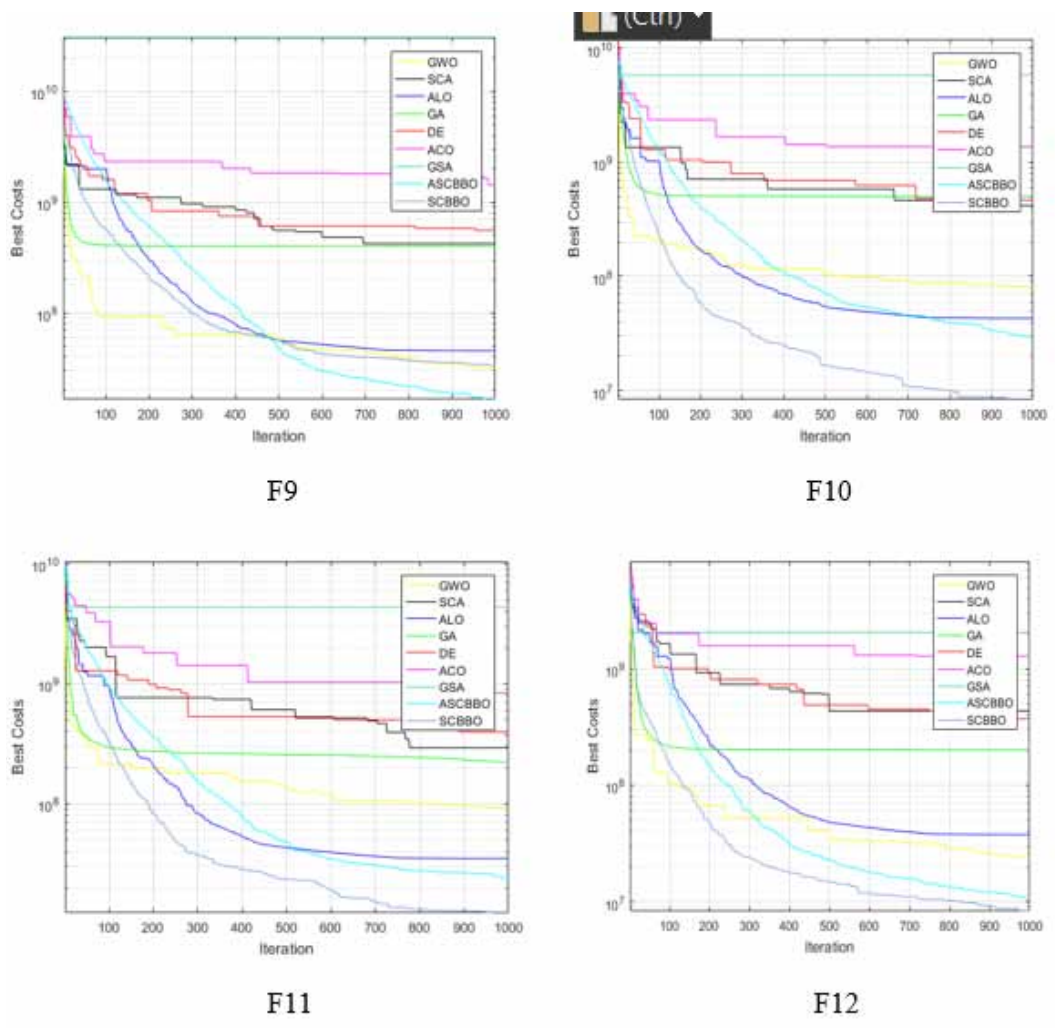 (Ctrl)
10^10
10^9
10^8
Best Costs
100 200 300 400 500 600 700 800 900 1000
Iteration
GWO
SCA
ALO
GA
DE
ACO
GSA
ASCBBO
SCBBO
F9
10^10
10^9
10^8
10^7
Best Costs
100 200 300 400 500 600 700 800 900 1000
Iteration
GWO
SCA
ALO
GA
DE
ACO
GSA
ASCBBO
SCBBO
F10
10^10
10^9
10^8
Best Costs
100 200 300 400 500 600 700 800 900 1000
Iteration
GWO
SCA
ALO
GA
DE
ACO
GSA
ASCBBO
SCBBO
F11
10^9
10^8
10^7
Best Costs
100 200 300 400 500 600 700 800 900 1000
Iteration
GWO
SCA
ALO
GA
DE
ACO
GSA
ASCBBO
SCBBO
F12